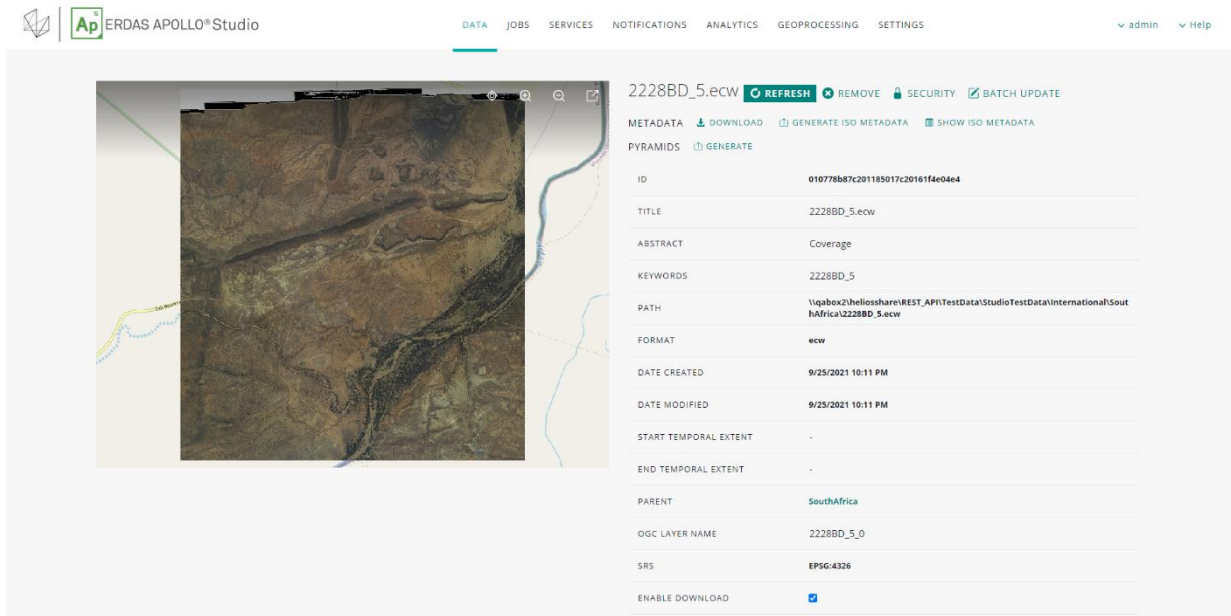 Ap S ERDAS APOLLO® Studio DATA JOBS SERVICES NOTIFICATIONS ANALYTICS GEOPROCESSING SETTINGS admin Help
2228BD_5.ecw REFRESH REMOVE SECURITY BATCH UPDATE
METADATA DOWNLOAD GENERATE ISO METADATA SHOW ISO METADATA
PYRAMIDS GENERATE
ID 010778b87c201185017c20161f4e04e4
TITLE 2228BD_5.ecw
ABSTRACT Coverage
KEYWORDS 2228BD_5
PATH \\qabox2\heliosshare\REST_API\TestData\StudioTestData\International\Sout
hAfrica\2228BD_5.ecw
FORMAT ecw
DATE CREATED 9/25/2021 10:11 PM
DATE MODIFIED 9/25/2021 10:11 PM
START TEMPORAL EXTENT -
END TEMPORAL EXTENT -
PARENT SouthAfrica
OGC LAYER NAME 2228BD_5_0
SRS EPSG:4326
ENABLE DOWNLOAD